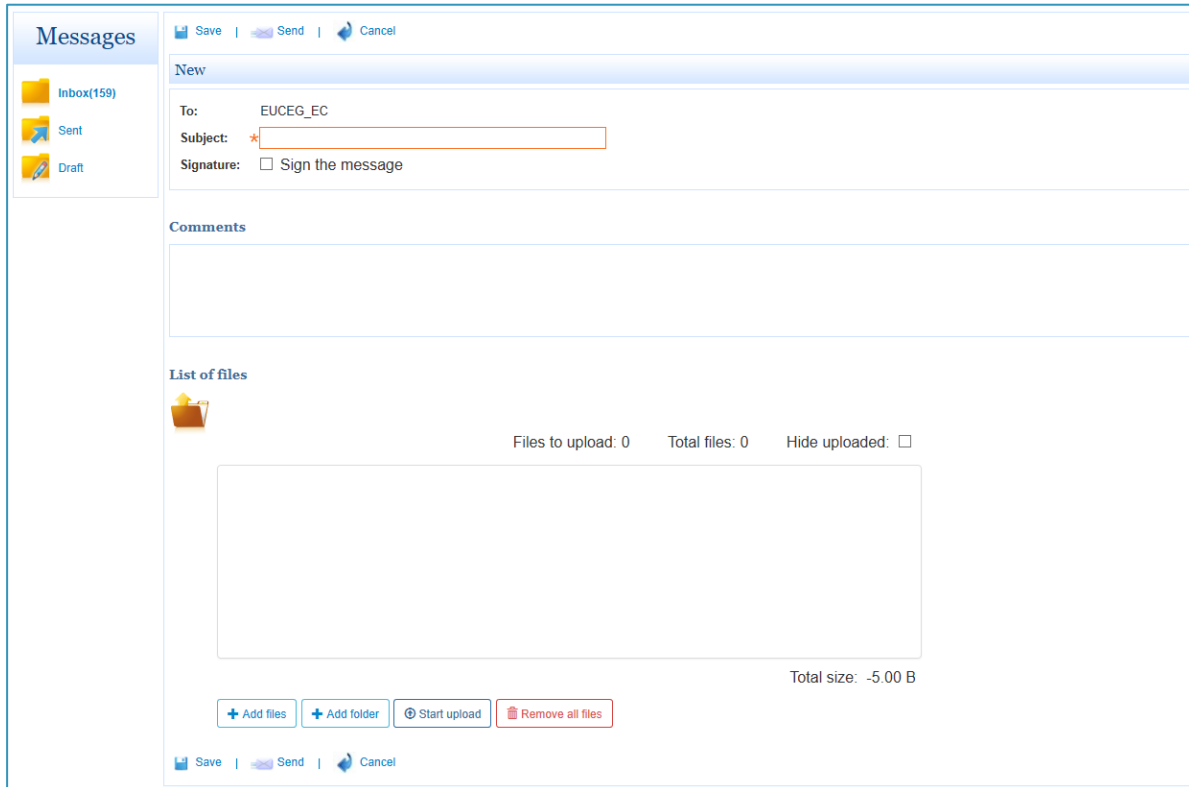 Messages
Inbox(159)
Sent
Draft
Save | Send | Cancel
New
To: EUCEG_EC
Subject: *
Signature: Sign the message
Comments
List of files
Files to upload: 0 Total files: 0 Hide uploaded:
Total size: -5.00 B
+ Add files + Add folder Start upload Remove all files
Save | Send | Cancel